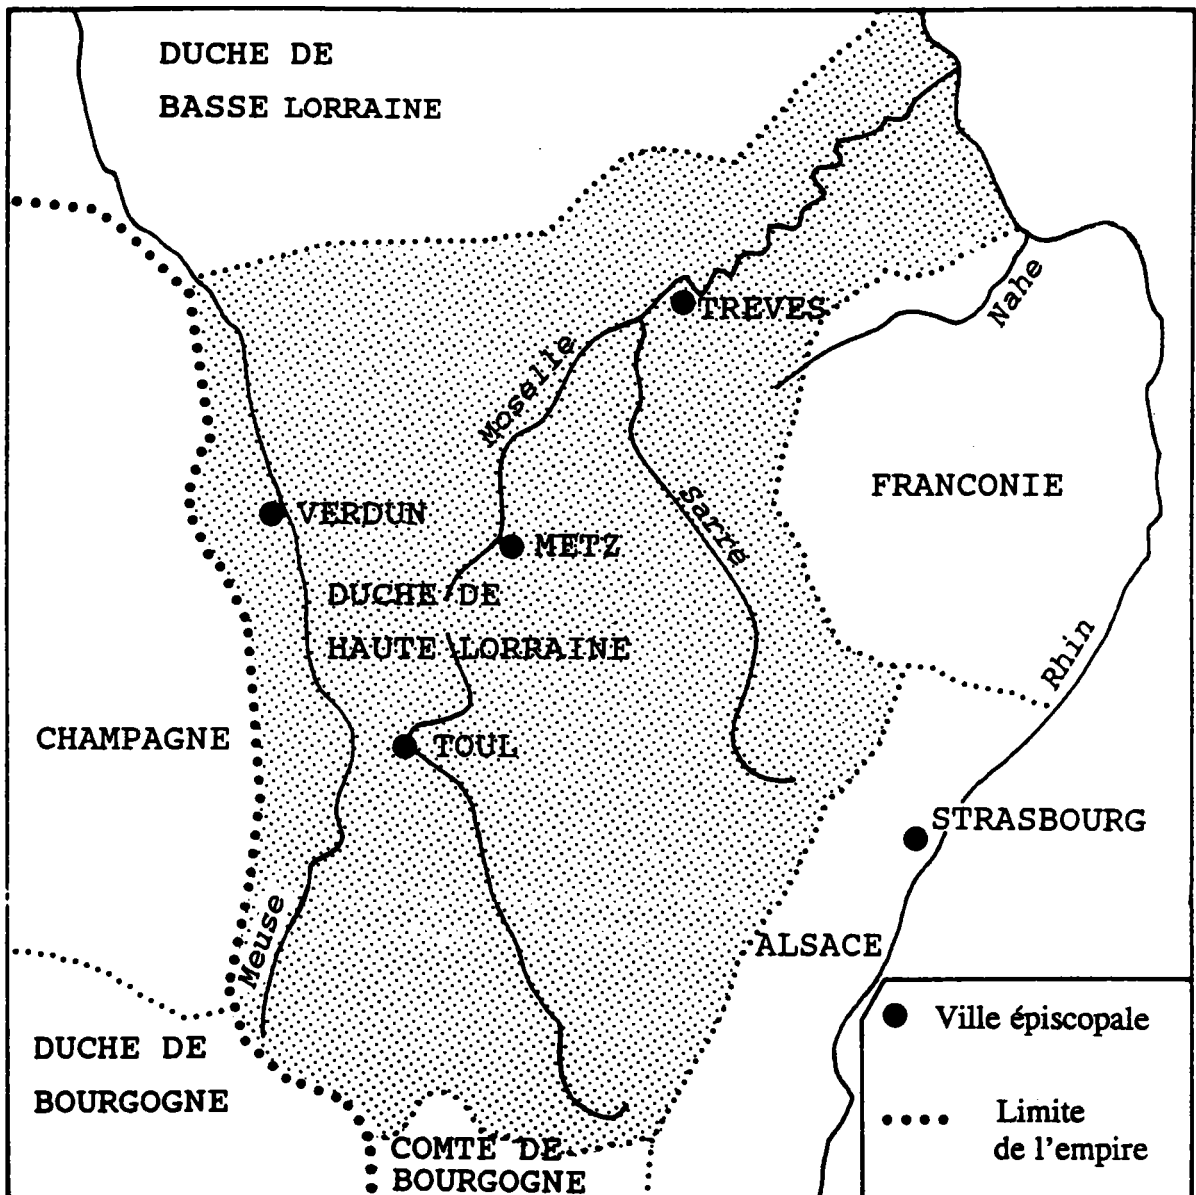 DUCHE DE
BASSE LORRAINE
Nahe
TREVES
Moselle
FRANCONIE
Sarre
VERDUN
METZ
DUCHE DE
HAUTE LORRAINE
Rhin
CHAMPAGNE
TOUL
STRASBOURG
Meuse
ALSACE
Ville épiscopale
DUCHE DE
BOURGOGNE
Limite
de l'empire
COMTE DE
BOURGOGNE